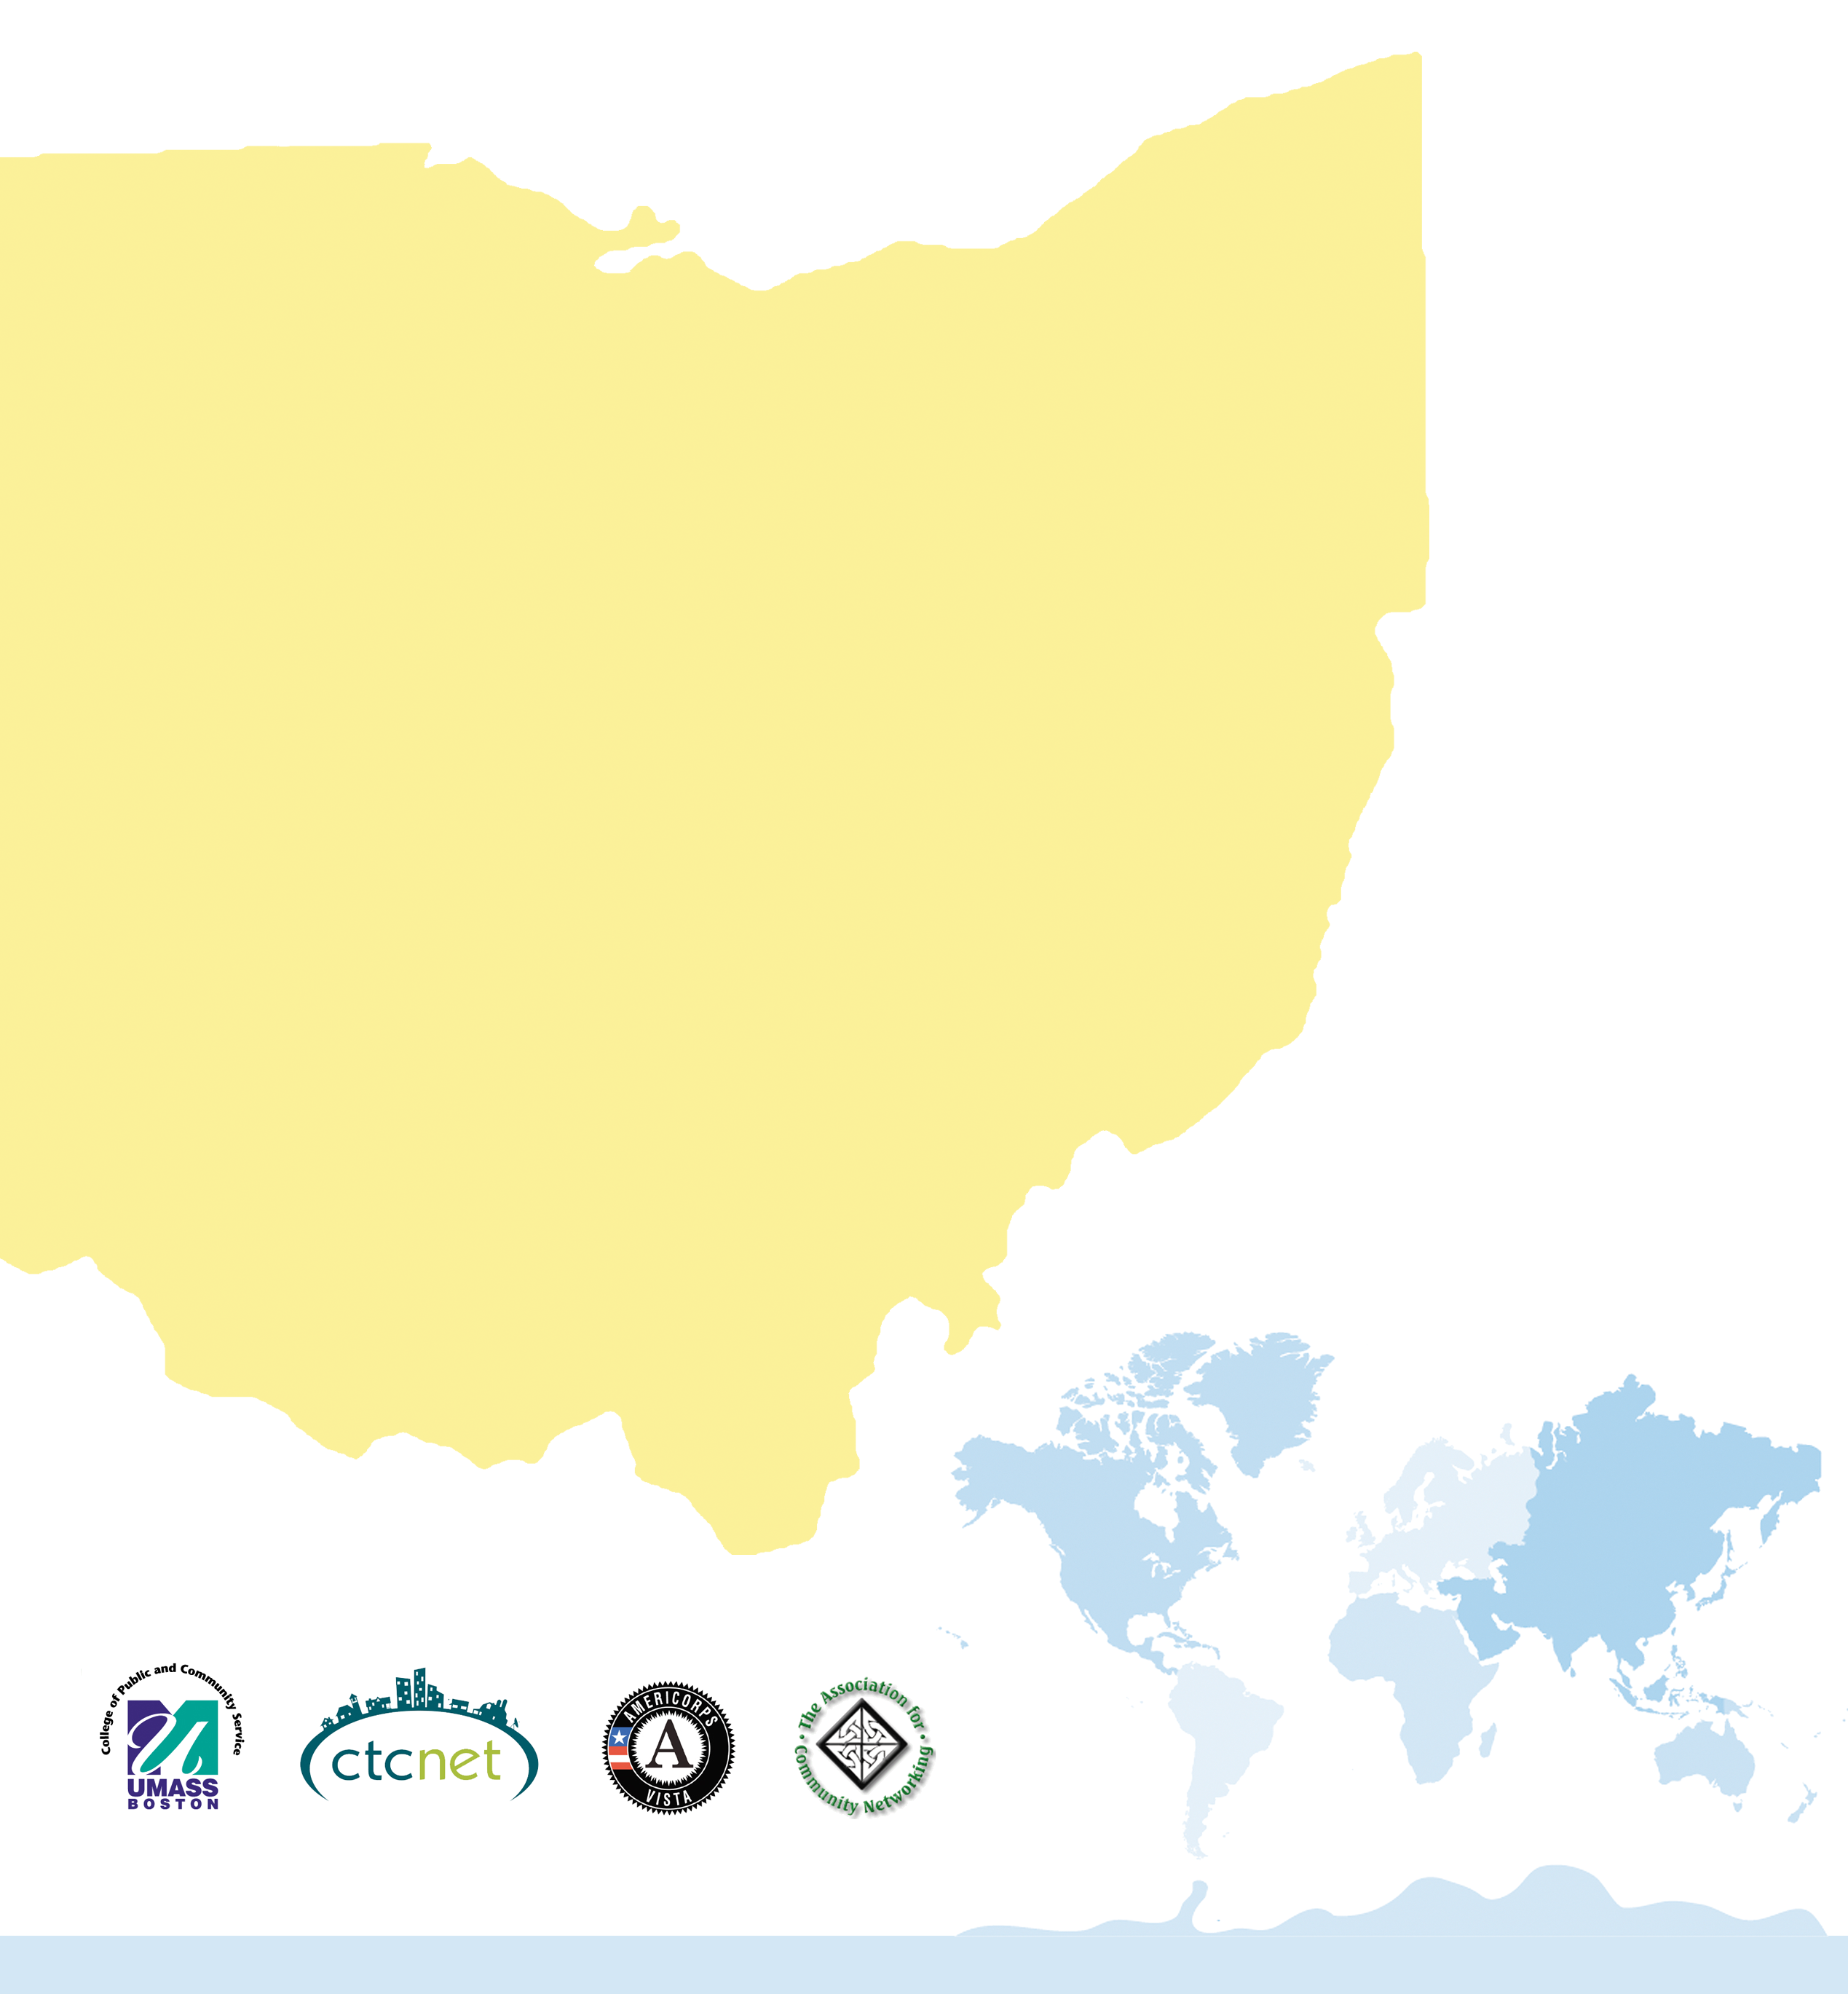 College of Public and Community Service
UMASS
BOSTON
ctcnet
AMERICORPS
A
VISTA
The Association for
Community Networking